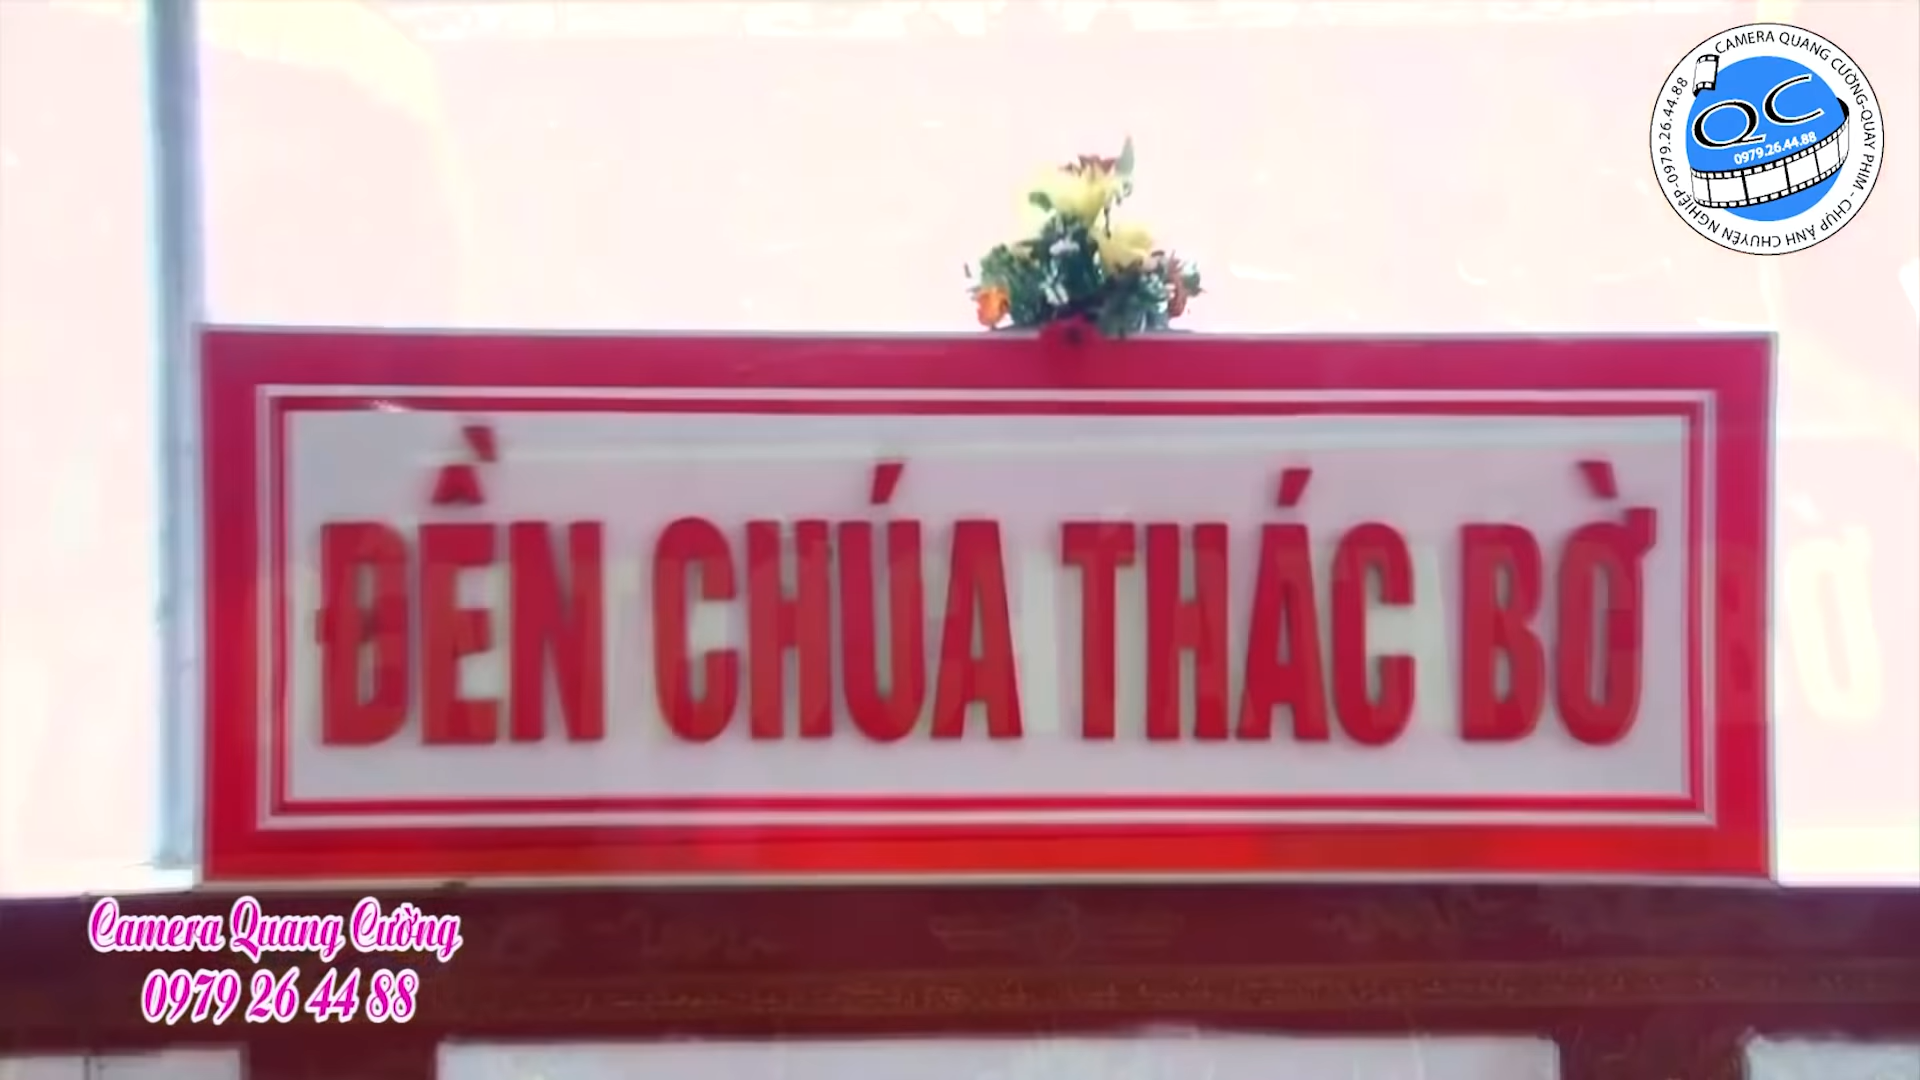 CAMERA QUANG CƯỜNG-QUAY PHIM - CHỤP ẢNH CHUYÊN NGHIỆP-0979.26.44.88
QC
0979.26.44.88
ĐỀN CHÚA THÁC BỜ
Camera Quang Cường
0979 26 44 88